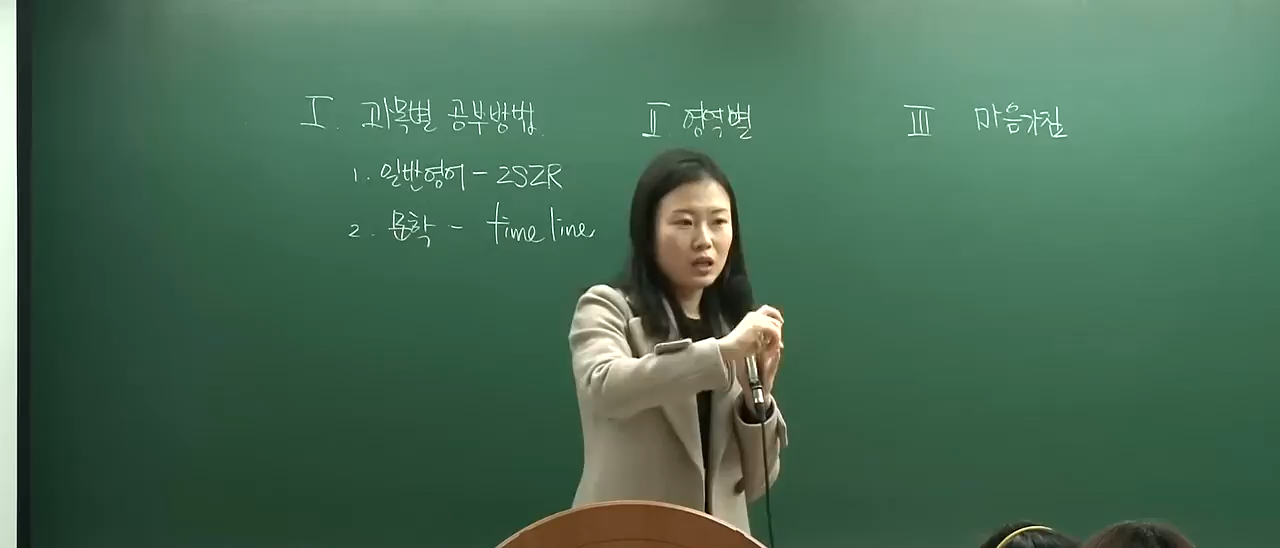 I. 과목별 공부방법.
1. 일반영어 - 2S2R
2. 문학 - time line
II. 영역별
III 마음가짐